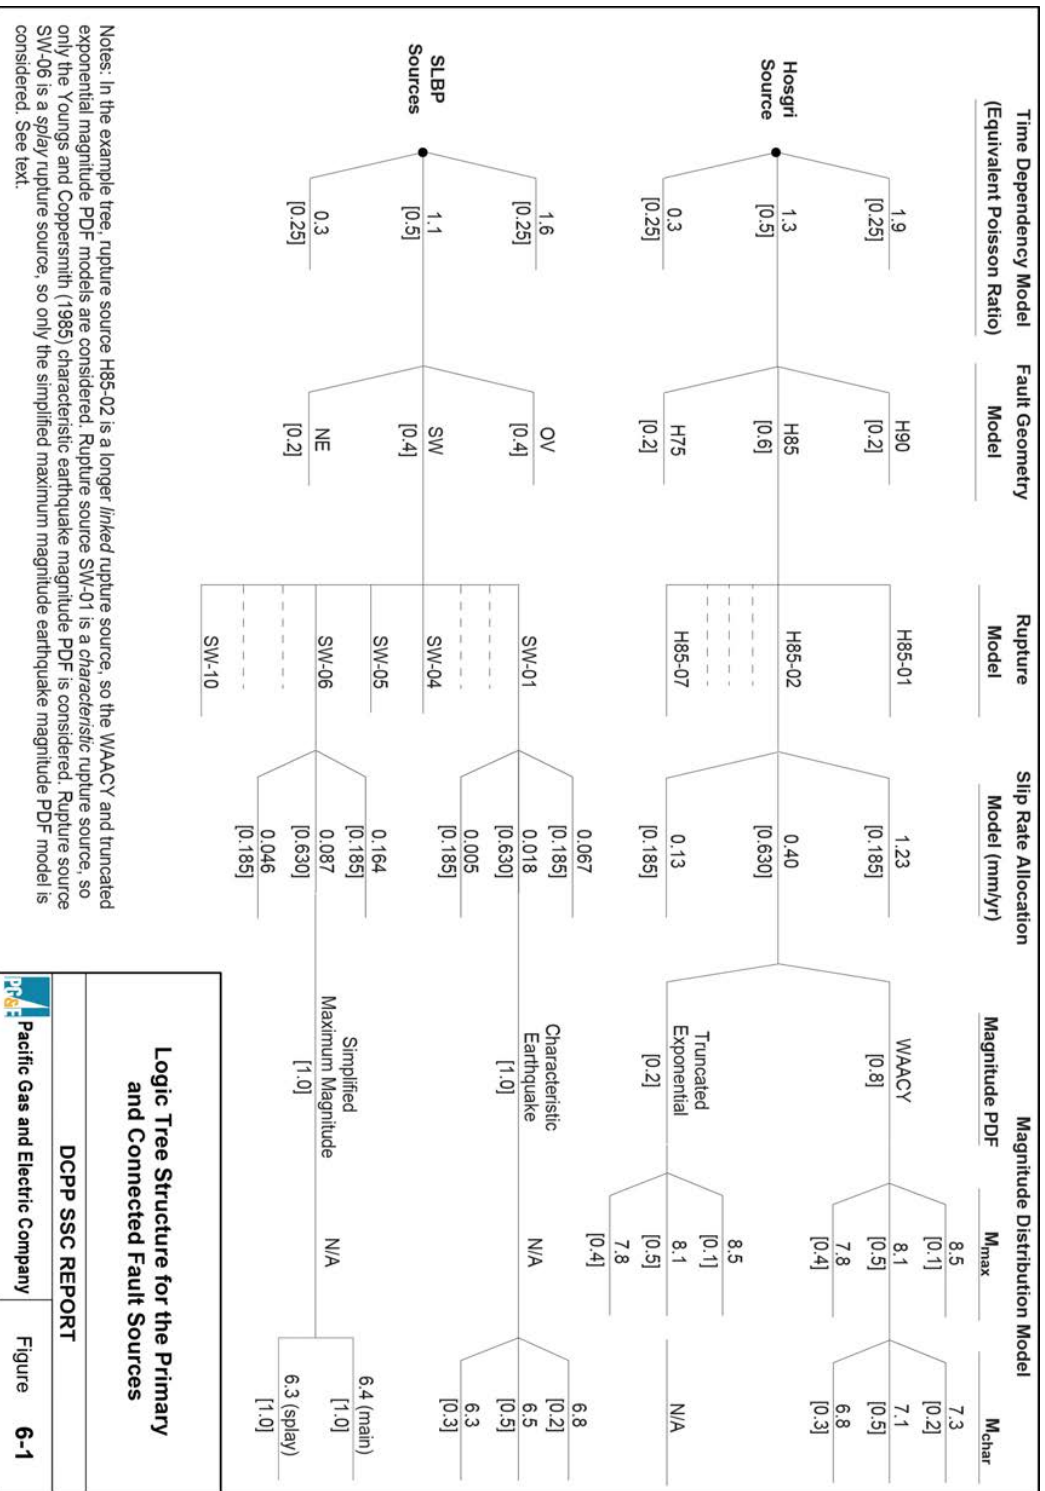 Time Dependency Model
(Equivalent Poisson Ratio)
Fault Geometry
Model
Rupture
Model
Slip Rate Allocation
Model (mm/yr)
Magnitude Distribution Model
Magnitude PDF
Mmax
Mchar
Hosgri
Source
1.9
[0.25]
1.3
[0.5]
0.3
[0.25]
H90
[0.2]
H85
[0.6]
H75
[0.2]
H85-01
H85-02
H85-07
1.23
[0.185]
0.40
[0.630]
0.13
[0.185]
WAACY
[0.8]
Truncated
Exponential
[0.2]
8.5
[0.1]
8.1
[0.5]
7.8
[0.4]
8.5
[0.1]
8.1
[0.5]
7.8
[0.4]
7.3
[0.2]
7.1
[0.5]
6.8
[0.3]
N/A
SLBP
Sources
1.6
[0.25]
1.1
[0.5]
0.3
[0.25]
OV
[0.4]
SW
[0.4]
NE
[0.2]
SW-01
SW-04
SW-05
SW-06
SW-10
0.067
[0.185]
0.018
[0.630]
0.005
[0.185]
0.164
[0.185]
0.087
[0.630]
0.046
[0.185]
Characteristic
Earthquake
[1.0]
N/A
6.8
[0.2]
6.5
[0.5]
6.3
[0.3]
Simplified
Maximum Magnitude
[1.0]
N/A
6.4 (main)
[1.0]
6.3 (splay)
[1.0]
Notes: In the example tree, rupture source H85-02 is a longer linked rupture source, so the WAACY and truncated
exponential magnitude PDF models are considered. Rupture source SW-01 is a characteristic rupture source, so
only the Youngs and Coppersmith (1985) characteristic earthquake magnitude PDF is considered. Rupture source
SW-06 is a splay rupture source, so only the simplified maximum magnitude earthquake magnitude PDF model is
considered. See text.
Logic Tree Structure for the Primary
and Connected Fault Sources
DCPP SSC REPORT
PG&E Pacific Gas and Electric Company
Figure 6-1